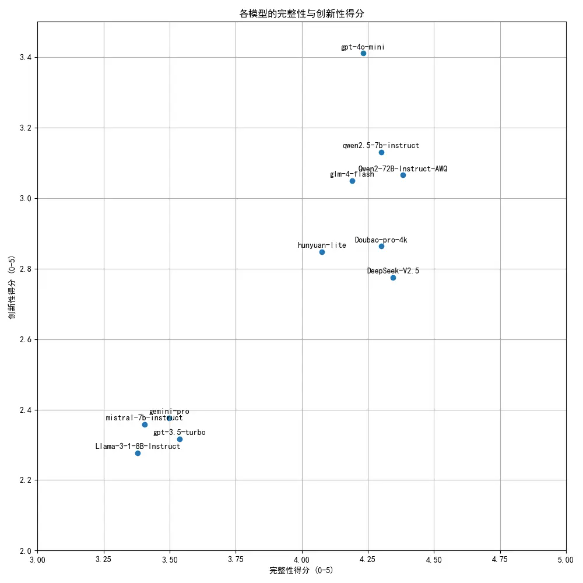 各模型的完整性与创新性得分
创新性得分 (0-5)
3.4
3.2
3.0
2.8
2.6
2.4
2.2
2.0
gpt-4o-mini
qwen2.5-7b-instruct
Qwen2-72B-Instruct-AWQ
glm-4-flash
Doubao-pro-4k
hunyuan-lite
DeepSeek-V2.5
gemini-pro
mistral-7b-instruct
gpt-3.5-turbo
Llama-3-1-8B-Instruct
3.00
3.25
3.50
3.75
4.00
4.25
4.50
4.75
5.00
完整性得分 (0-5)